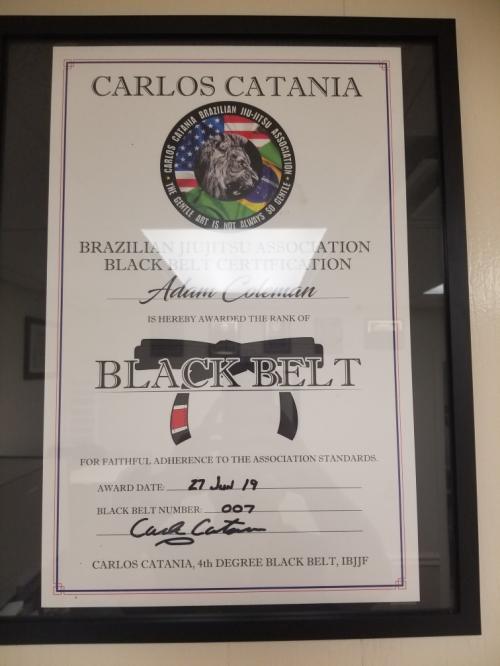 CARLOS CATANIA
CARLOS CATANIA BRAZILIAN JIU-JITSU ASSOCIATION
THE GENTLE ART IS NOT ALWAYS SO GENTLE
BRAZILIAN JIUJITSU ASSOCIATION
BLACK BELT CERTIFICATION
Adam Coleman
IS HEREBY AWARDED THE RANK OF
BLACK BELT
FOR FAITHFUL ADHERENCE TO THE ASSOCIATION STANDARDS.
AWARD DATE: 27 Jun 19
BLACK BELT NUMBER: 007
CARLOS CATANIA, 4th DEGREE BLACK BELT, IBJJF